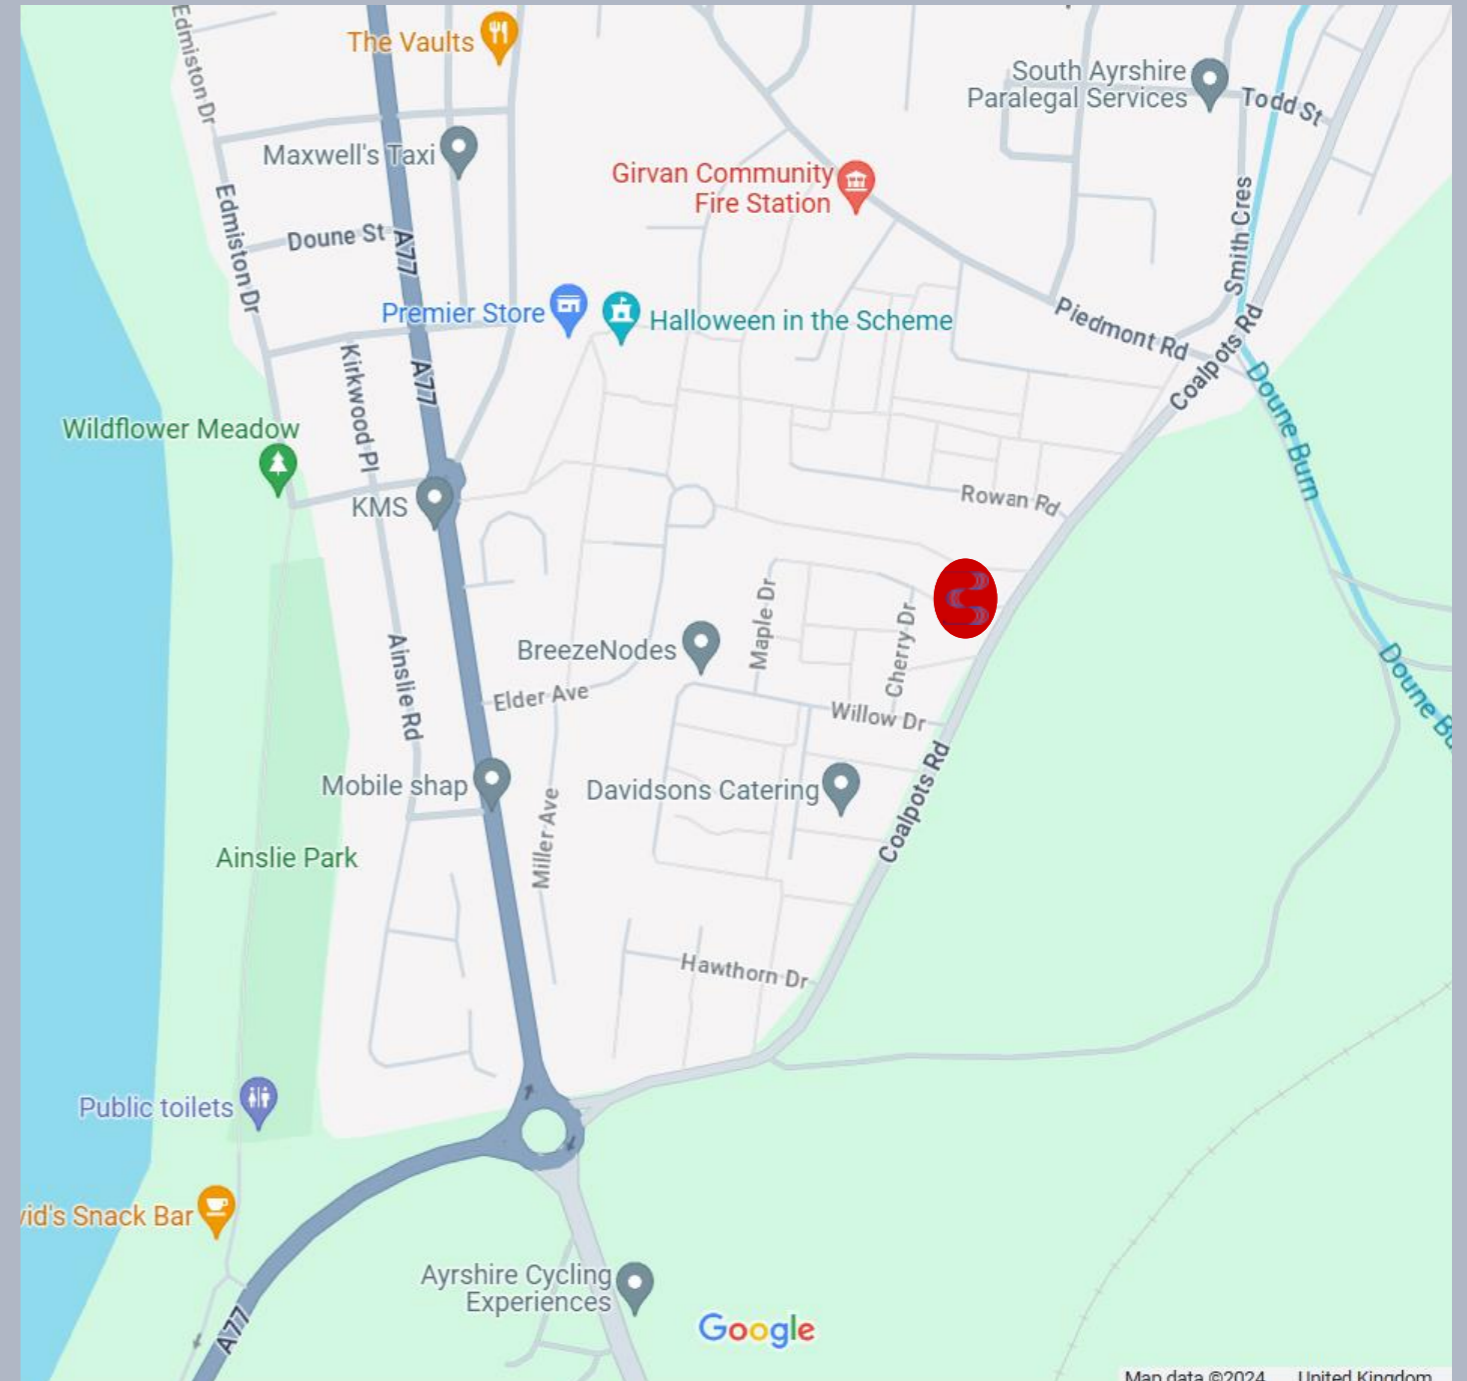 Edmiston Dr
The Vaults
South Ayrshire
Paralegal Services
Todd St
Maxwell's Taxi
Girvan Community
Fire Station
Smith Cres
Edmiston Dr
Doune St
A77
Premier Store
Halloween in the Scheme
Piedmont Rd
Coalpots Rd
Kirkwood Pl
A77
Doune Burn
Wildflower Meadow
KMS
Rowan Rd
Maple Dr
Cherry Dr
Ainslie Rd
BreezeNodes
Elder Ave
Willow Dr
Doune Bu
Mobile shap
Davidsons Catering
Coalpots Rd
Miller Ave
Ainslie Park
Hawthorn Dr
Public toilets
vid's Snack Bar
Ayrshire Cycling
Experiences
A77
Google
Map data ©2024 United Kingdom